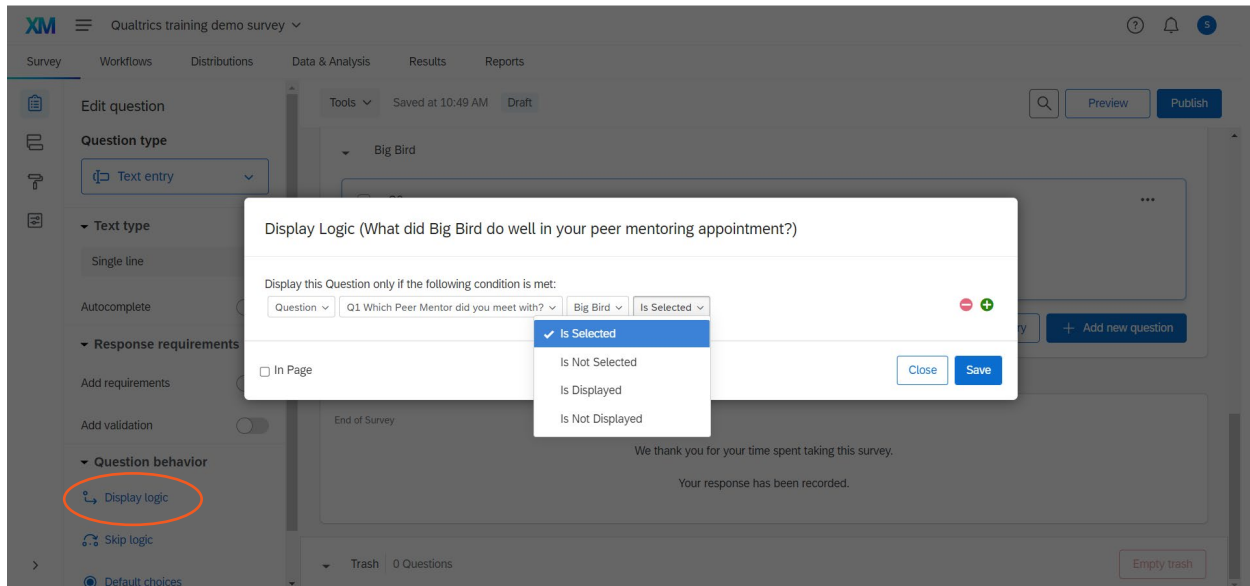 XM Qualtrics training demo survey ? S
Survey Workflows Distributions Data & Analysis Results Reports
Edit question
Tools Saved at 10:49 AM Draft Preview Publish
Question type
Text entry
Big Bird
Text type
Single line
Autocomplete
Response requirements
Add requirements
Add validation
Question behavior
Display logic
Skip logic
Default choices
Display Logic (What did Big Bird do well in your peer mentoring appointment?)
Display this Question only if the following condition is met:
Question Q1 Which Peer Mentor did you meet with? Big Bird Is Selected
Is Selected
Is Not Selected
Is Displayed
Is Not Displayed
In Page
Close Save
+ Add new question
End of Survey
We thank you for your time spent taking this survey.
Your response has been recorded.
Trash 0 Questions Empty trash